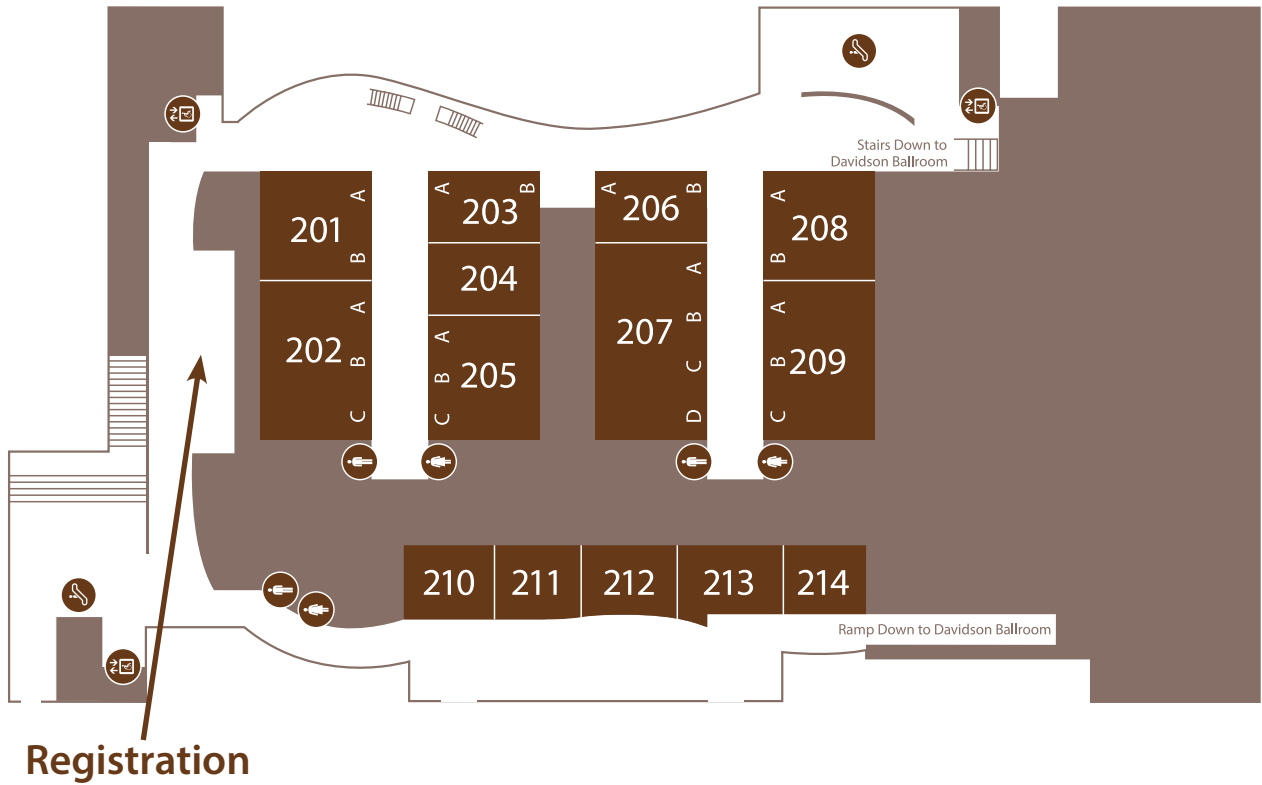 Stairs Down to
Davidson Ballroom
201
A
B
202
A
B
C
203
A
B
204
205
A
B
C
206
A
B
207
A
B
C
D
208
A
B
209
A
B
C
210
211
212
213
214
Ramp Down to Davidson Ballroom
Registration